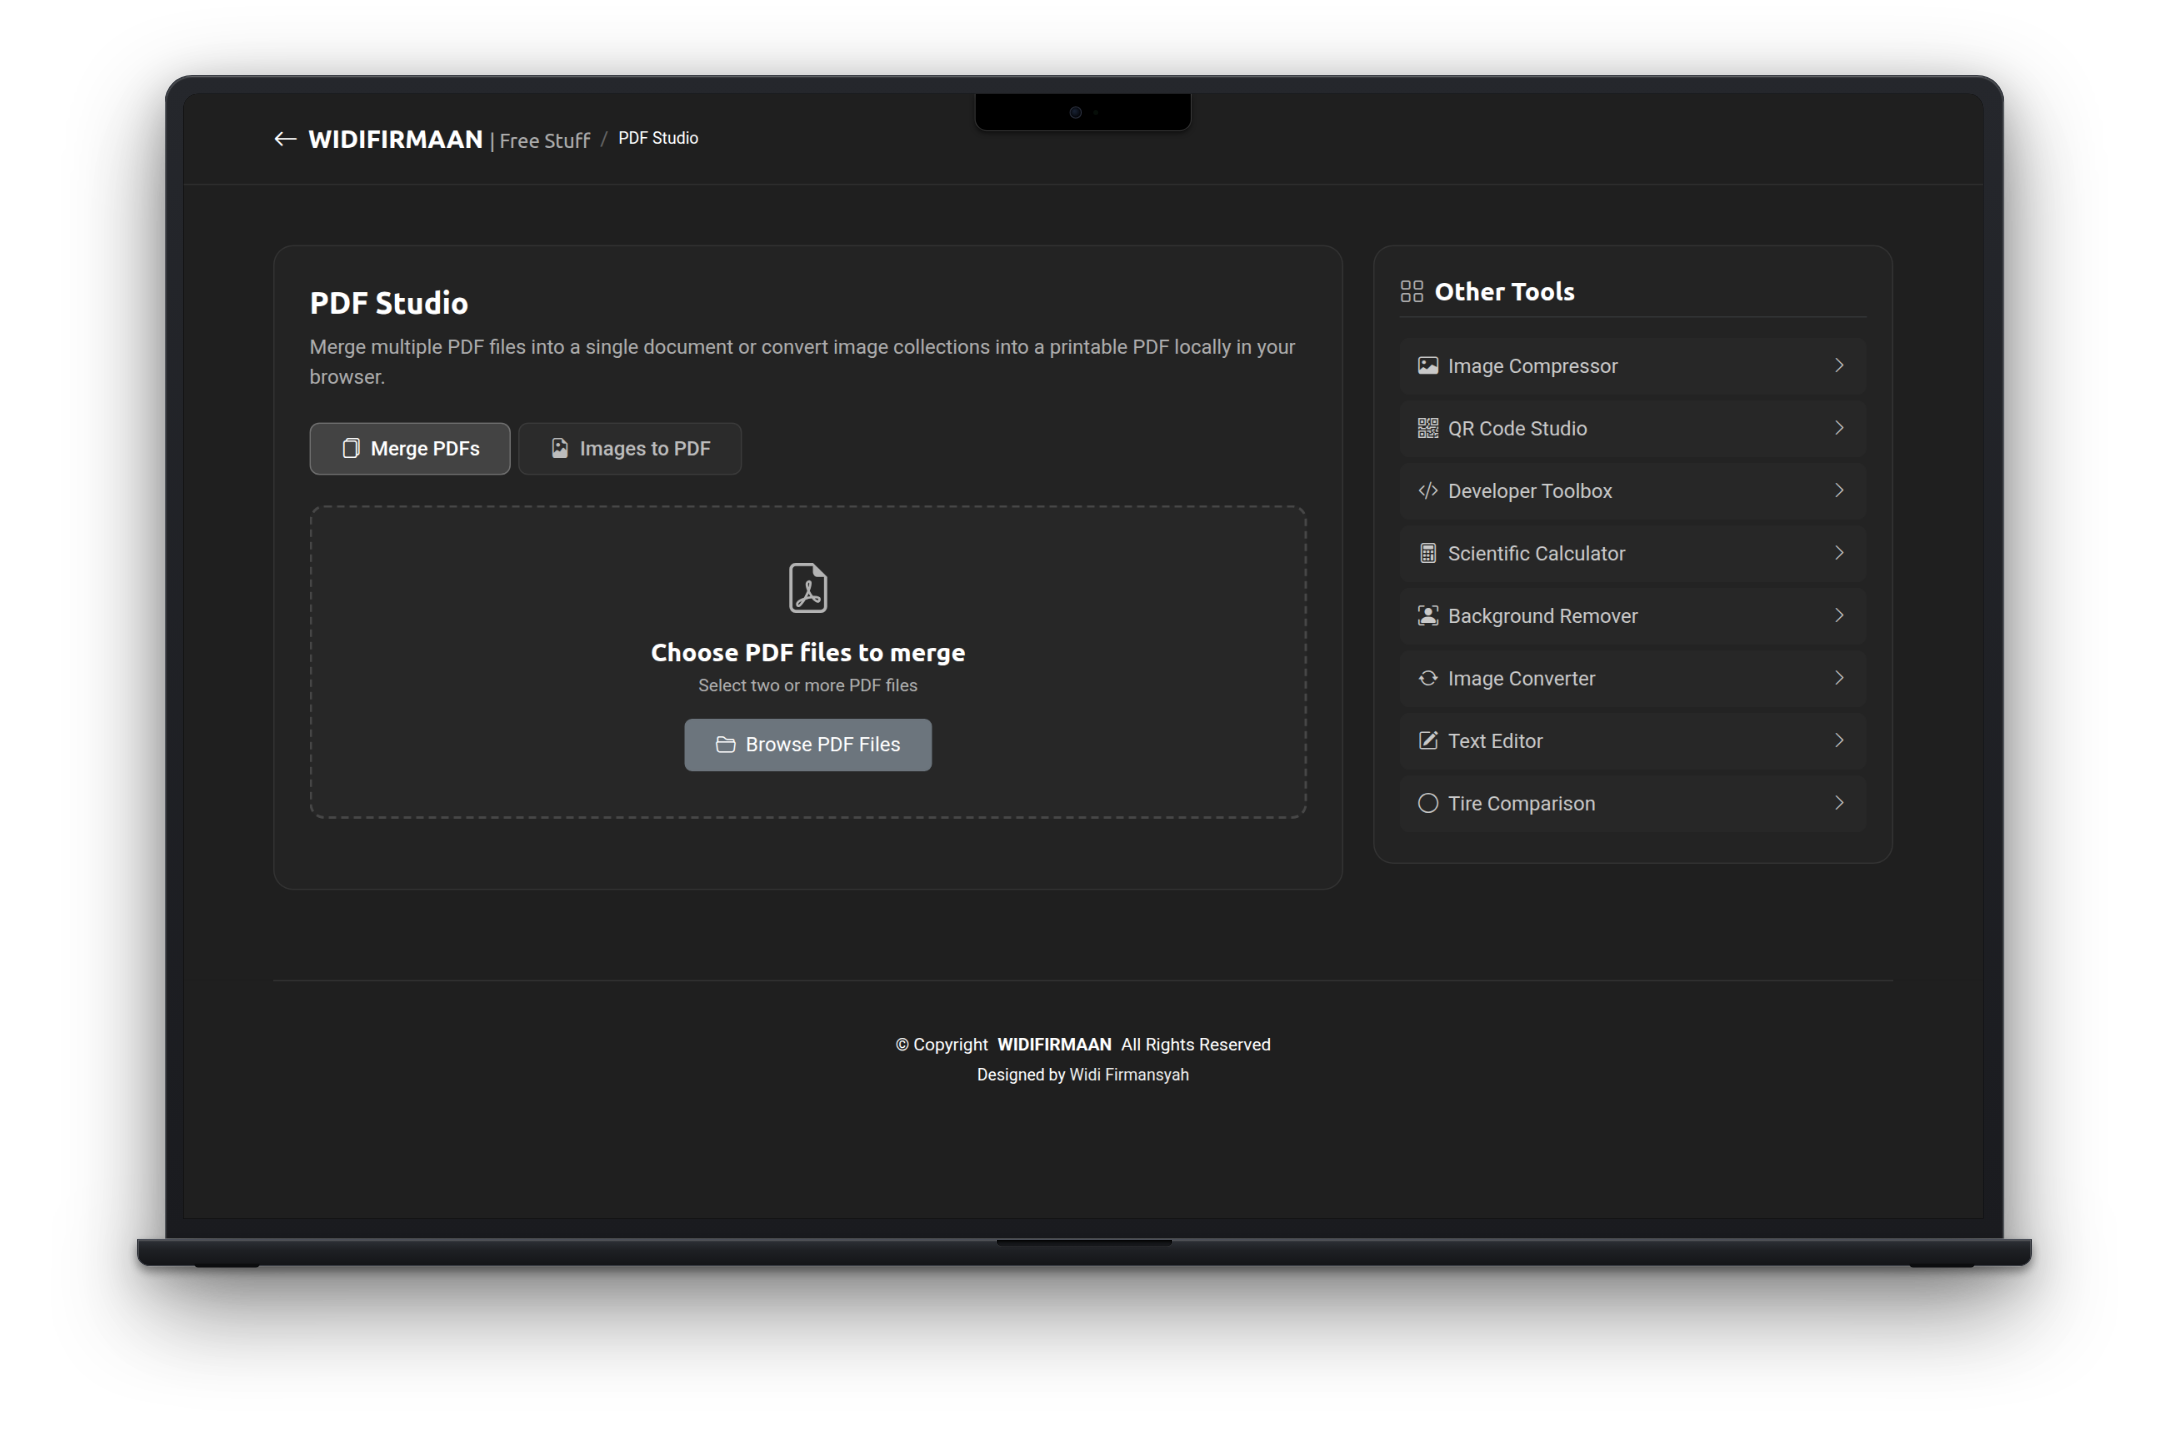 WIDIFIRMAAN | Free Stuff / PDF Studio
PDF Studio
Merge multiple PDF files into a single document or convert image collections into a printable PDF locally in your
browser.
Merge PDFs
Images to PDF
Choose PDF files to merge
Select two or more PDF files
Browse PDF Files
Other Tools
Image Compressor
QR Code Studio
Developer Toolbox
Scientific Calculator
Background Remover
Image Converter
Text Editor
Tire Comparison
© Copyright WIDIFIRMAAN All Rights Reserved
Designed by Widi Firmansyah